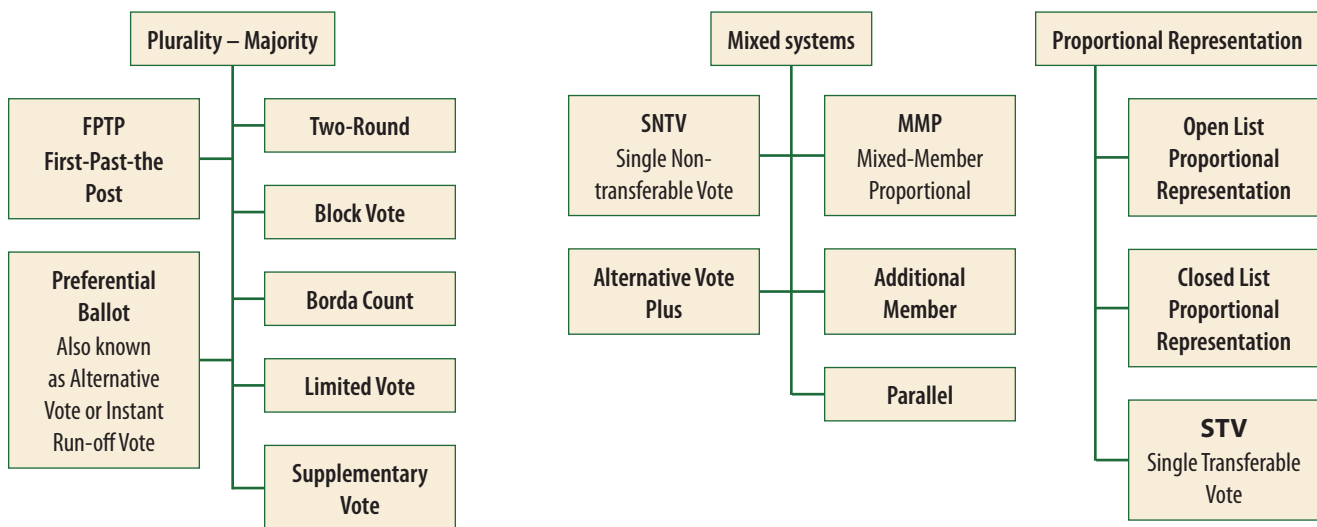 Plurality – Majority
FPTP
First-Past-the
Post
Preferential
Ballot
Also known
as Alternative
Vote or Instant
Run-off Vote
Two-Round
Block Vote
Borda Count
Limited Vote
Supplementary
Vote
Mixed systems
SNTV
Single Non-
transferable Vote
Alternative Vote
Plus
MMP
Mixed-Member
Proportional
Additional
Member
Parallel
Proportional Representation
Open List
Proportional
Representation
Closed List
Proportional
Representation
STV
Single Transferable
Vote